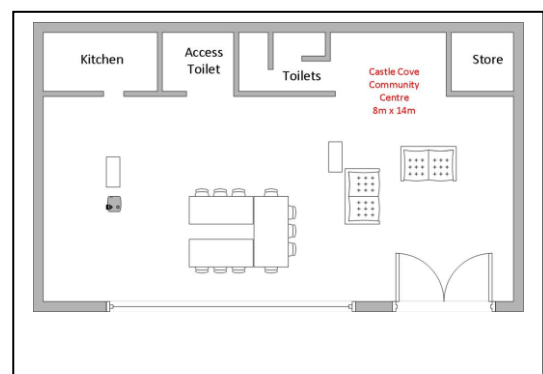 Kitchen
Access
Toilet
Toilets
Castle Cove
Community
Centre
8m x 14m
Store